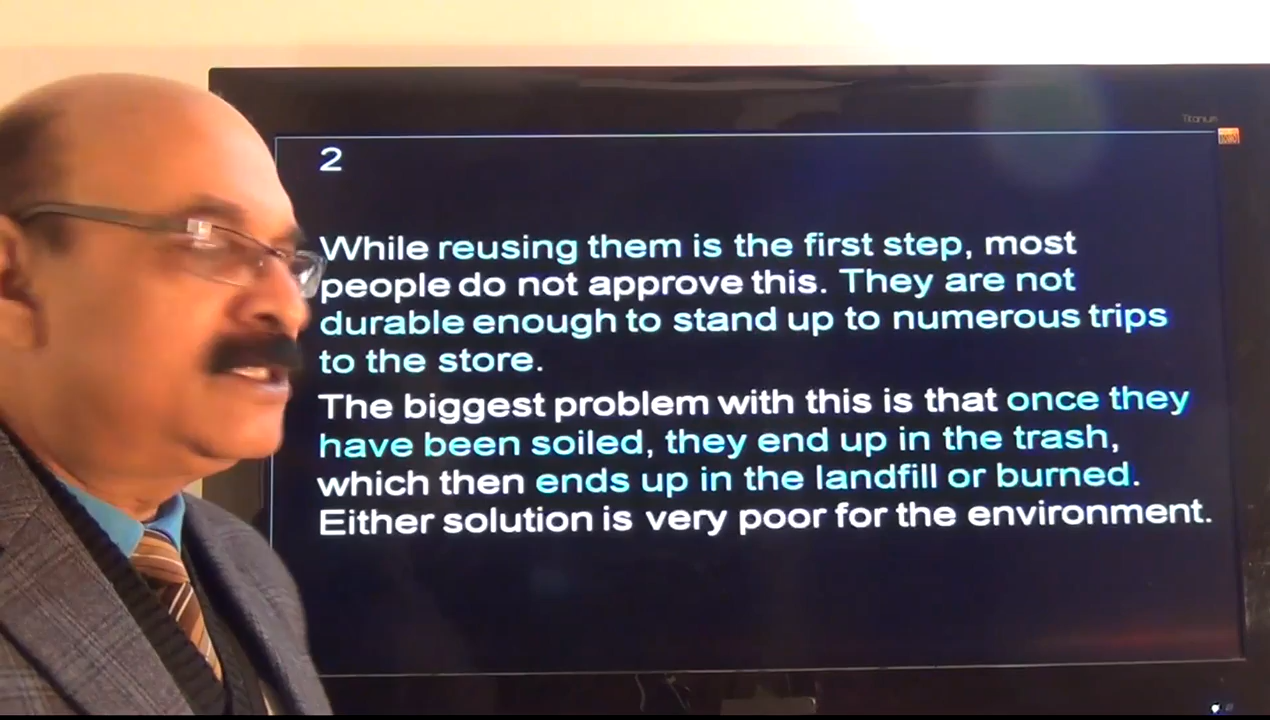 Titanium
2
While reusing them is the first step, most
people do not approve this. They are not
durable enough to stand up to numerous trips
to the store.
The biggest problem with this is that once they
have been soiled, they end up in the trash,
which then ends up in the landfill or burned.
Either solution is very poor for the environment.